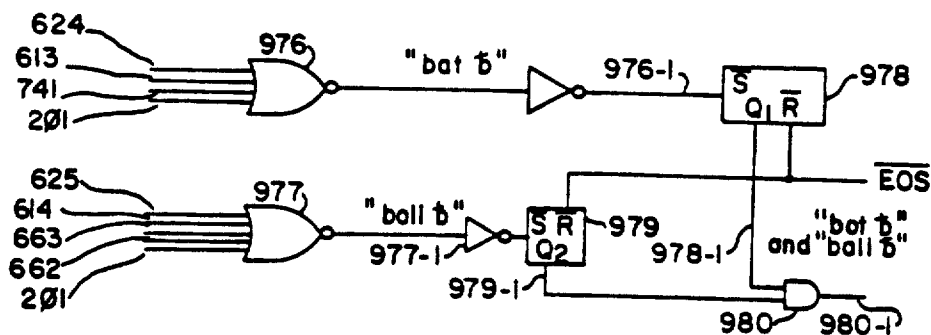 624
613
741
2Ø1
976
"bat ƀ"
976-1
S̅
Q1 R̅
978
625
614
663
662
2Ø1
977
"ball ƀ"
977-1
S̅ R̅
Q2
979
979-1
E̅O̅S̅
978-1
"bat ƀ"
and "ball ƀ"
980
980-1